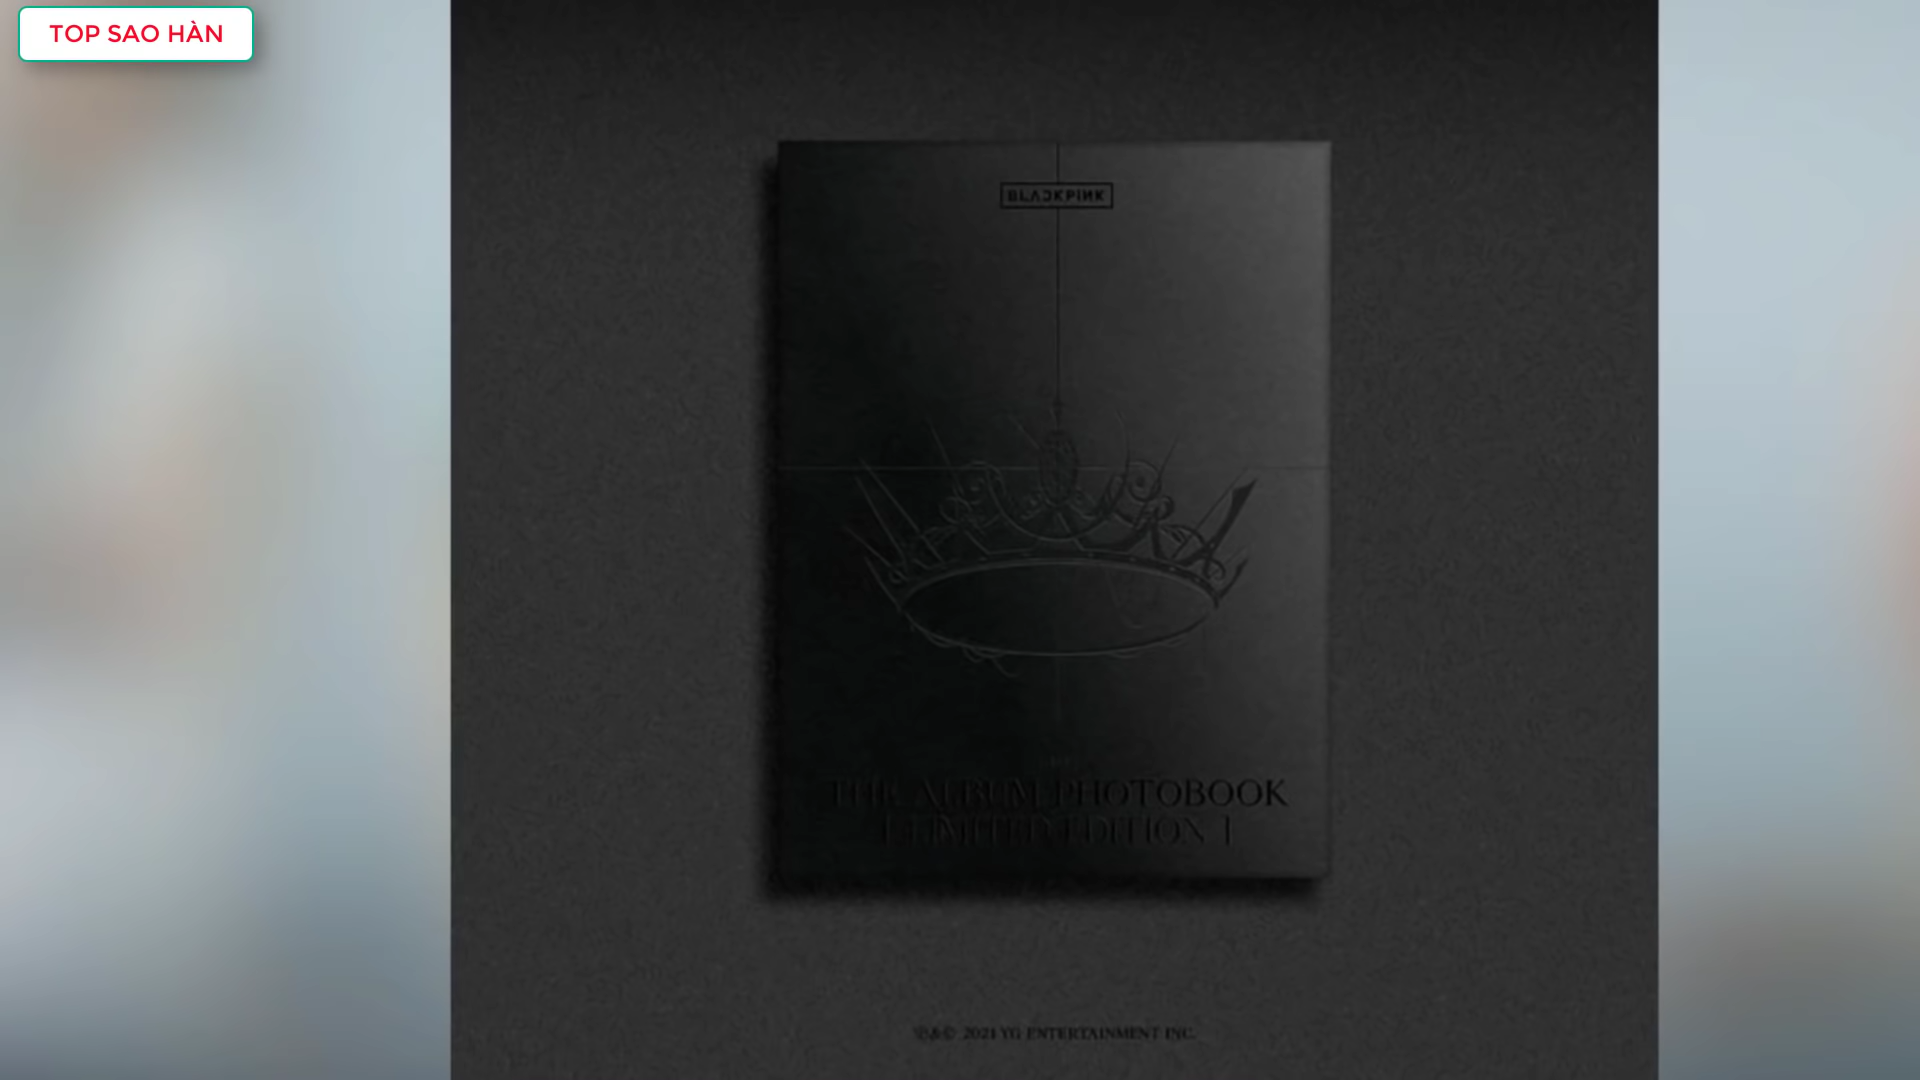 TOP SAO HÀN
BLACKPINK
THE ALBUM PHOTOBOOK
[ LIMITED EDITION ]
℗&© 2021 YG ENTERTAINMENT INC.